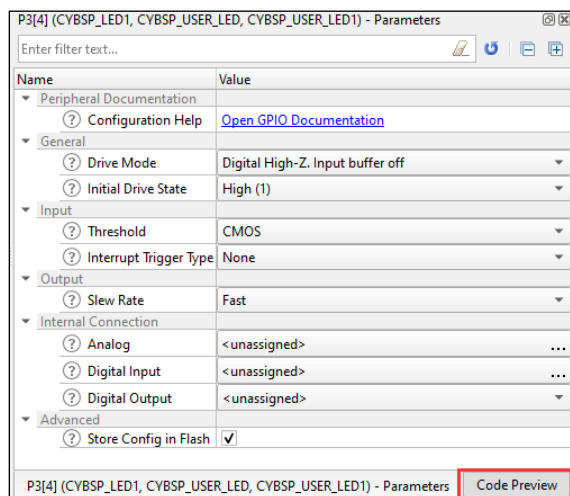 P3[4] (CYBSP_LED1, CYBSP_USER_LED, CYBSP_USER_LED1) - Parameters
Enter filter text...
Name Value
Peripheral Documentation
? Configuration Help Open GPIO Documentation
General
? Drive Mode Digital High-Z. Input buffer off
? Initial Drive State High (1)
Input
? Threshold CMOS
? Interrupt Trigger Type None
Output
? Slew Rate Fast
Internal Connection
? Analog <unassigned> ...
? Digital Input <unassigned> ...
? Digital Output <unassigned>
Advanced
? Store Config in Flash
P3[4] (CYBSP_LED1, CYBSP_USER_LED, CYBSP_USER_LED1) - Parameters Code Preview